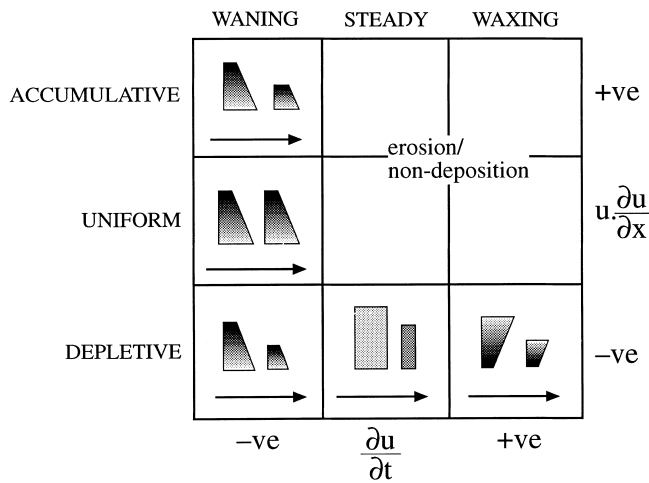 WANING STEADY WAXING
ACCUMULATIVE +ve
erosion/
non-deposition
UNIFORM u.∂u/∂x
DEPLETIVE –ve
–ve ∂u/∂t +ve